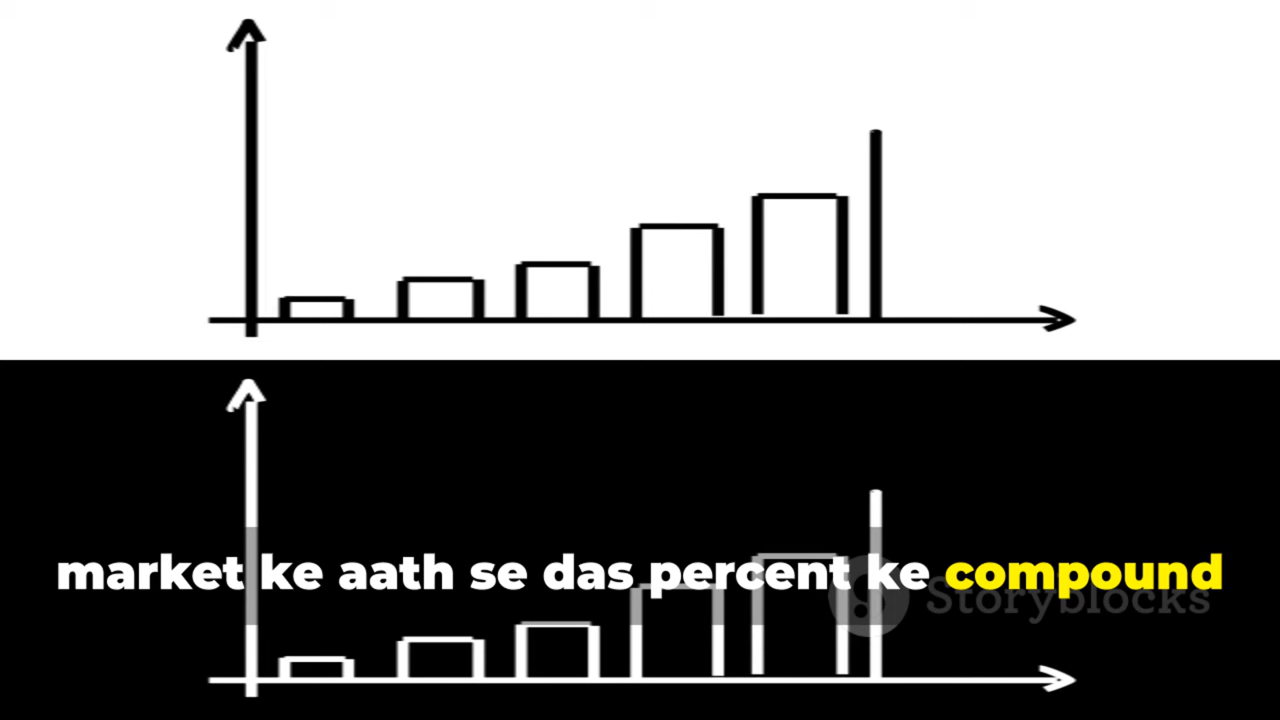 market ke aath se das percent ke compound
Storyblocks